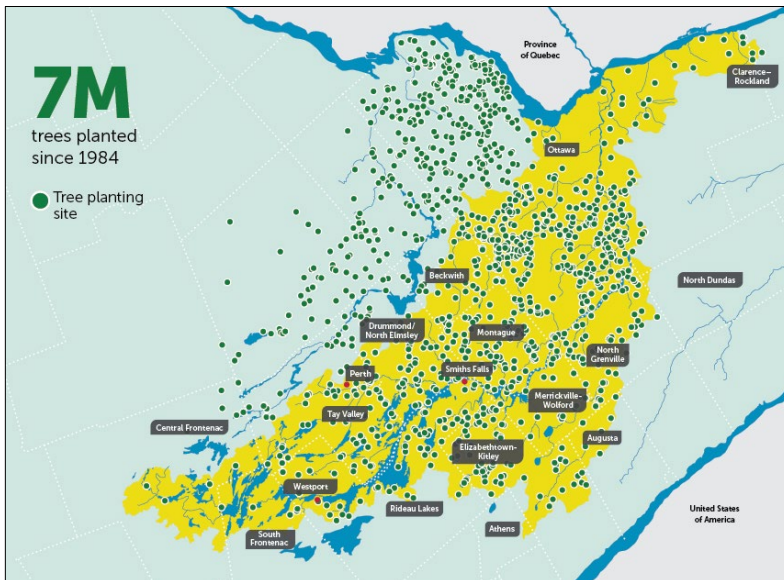 7M
trees planted
since 1984
Tree planting
site
Province
of Quebec
Clarence–
Rockland
Ottawa
Beckwith
North Dundas
Drummond/
North Elmsley
Montague
Perth
Smiths Falls
North
Grenville
Tay Valley
Merrickville-
Wolford
Central Frontenac
Elizabethtown-
Kitley
Augusta
Westport
Rideau Lakes
South
Frontenac
Athens
United States
of America